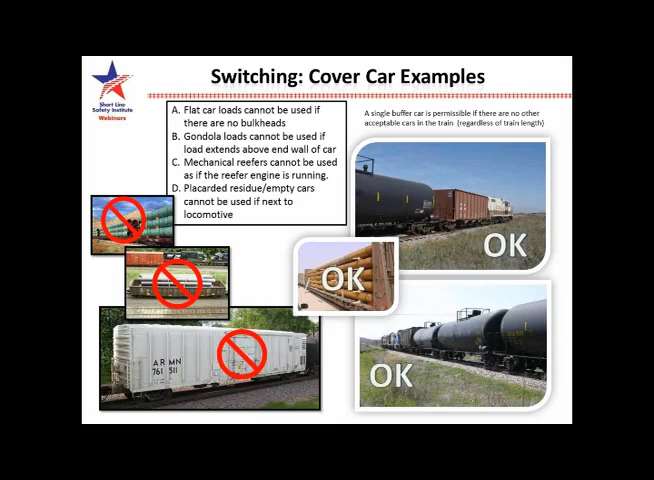 Switching: Cover Car Examples
Short Line
Safety Institute
Webinars
A. Flat car loads cannot be used if
there are no bulkheads
B. Gondola loads cannot be used if
load extends above end wall of car
C. Mechanical reefers cannot be used
as if the reefer engine is running.
D. Placarded residue/empty cars
cannot be used if next to
locomotive
A single buffer car is permissible if there are no other
acceptable cars in the train (regardless of train length)
OK
OK
OK
ARMN
761511